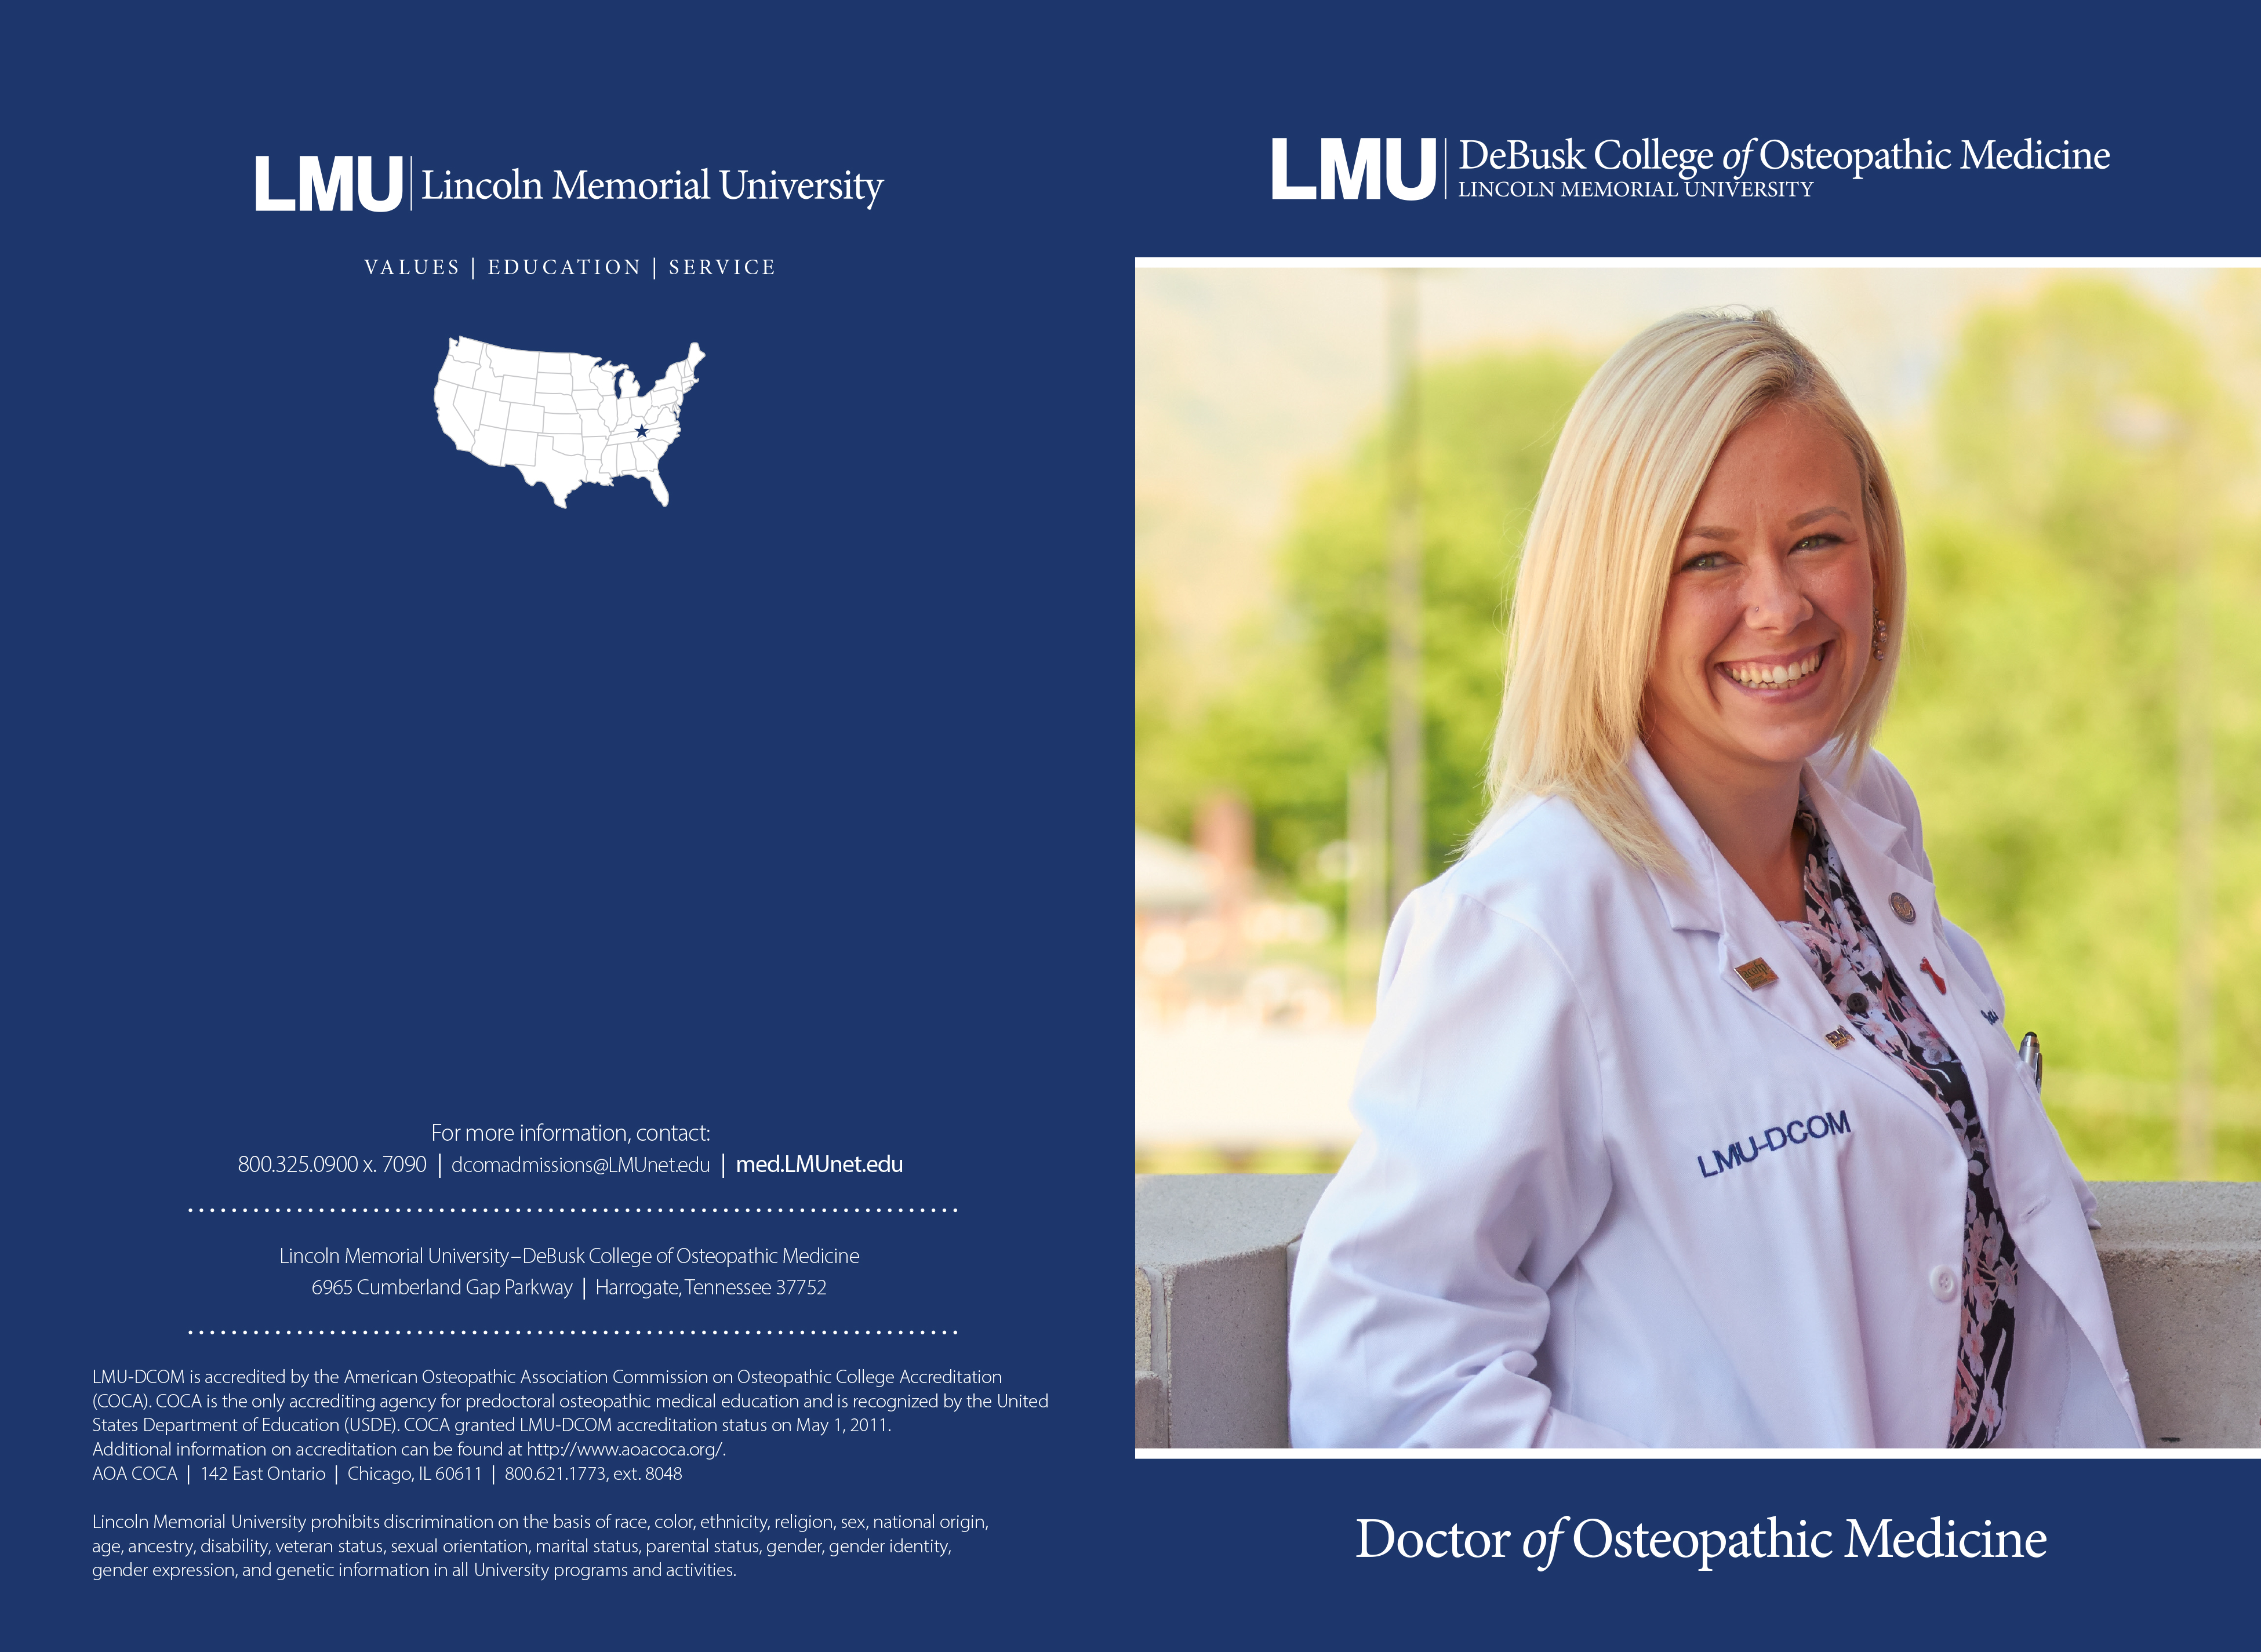 LMU | Lincoln Memorial University
VALUES | EDUCATION | SERVICE
For more information, contact:
800.325.0900 x. 7090 | dcomadmissions@LMUnet.edu | med.LMUnet.edu
Lincoln Memorial University–DeBusk College of Osteopathic Medicine
6965 Cumberland Gap Parkway | Harrogate, Tennessee 37752
LMU-DCOM is accredited by the American Osteopathic Association Commission on Osteopathic College Accreditation
(COCA). COCA is the only accrediting agency for predoctoral osteopathic medical education and is recognized by the United
States Department of Education (USDE). COCA granted LMU-DCOM accreditation status on May 1, 2011.
Additional information on accreditation can be found at http://www.aoacoca.org/.
AOA COCA | 142 East Ontario | Chicago, IL 60611 | 800.621.1773, ext. 8048
Lincoln Memorial University prohibits discrimination on the basis of race, color, ethnicity, religion, sex, national origin,
age, ancestry, disability, veteran status, sexual orientation, marital status, parental status, gender, gender identity,
gender expression, and genetic information in all University programs and activities.
LMU | DeBusk College of Osteopathic Medicine
LINCOLN MEMORIAL UNIVERSITY
LMU-DCOM
Doctor of Osteopathic Medicine